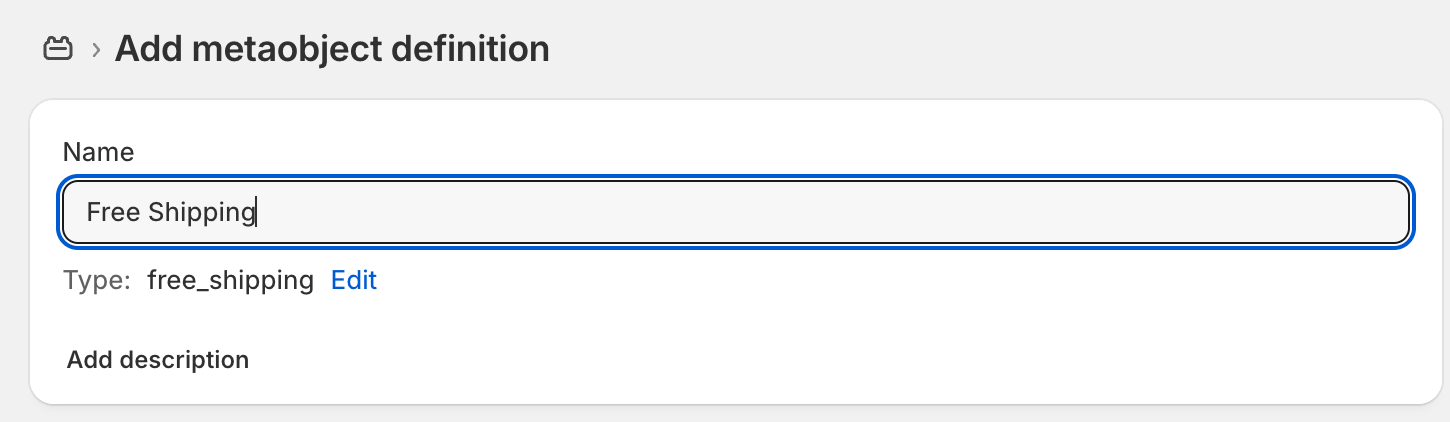 Add metaobject definition
Name
Free Shipping
Type: free_shipping Edit
Add description